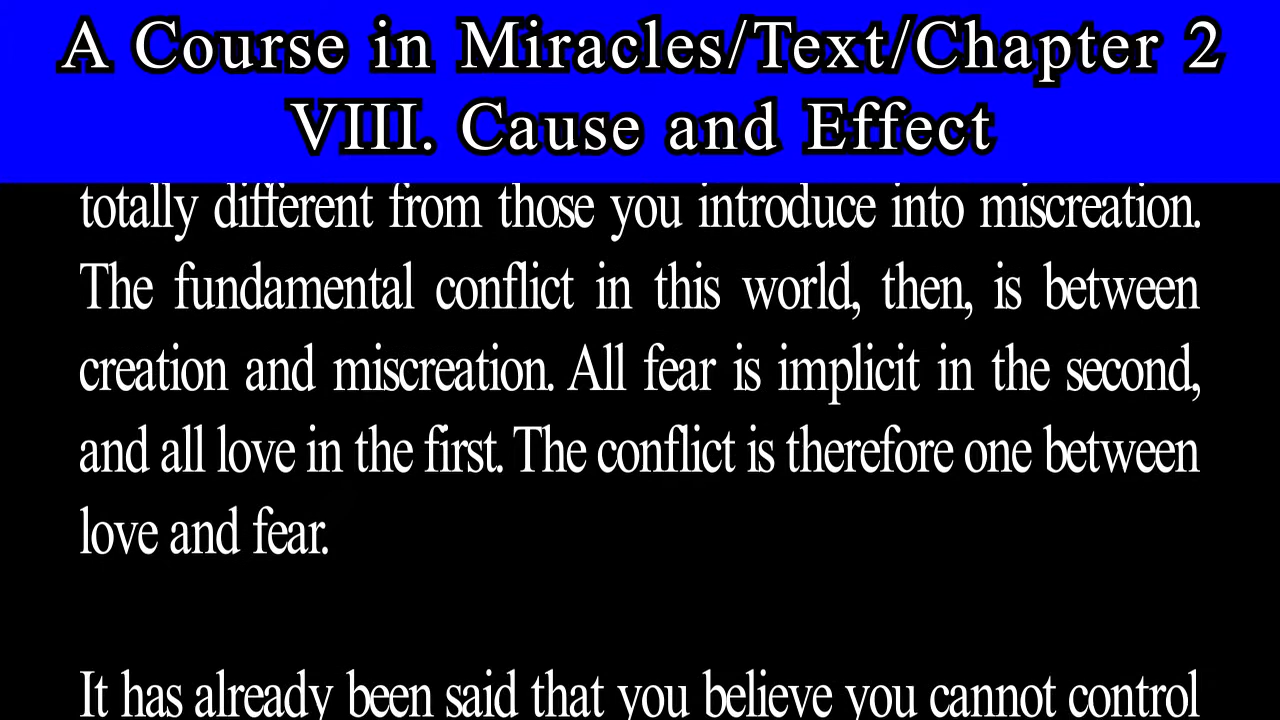 A Course in Miracles/Text/Chapter 2
VIII. Cause and Effect
totally different from those you introduce into miscreation.
The fundamental conflict in this world, then, is between
creation and miscreation. All fear is implicit in the second,
and all love in the first. The conflict is therefore one between
love and fear.
It has already been said that you believe you cannot control